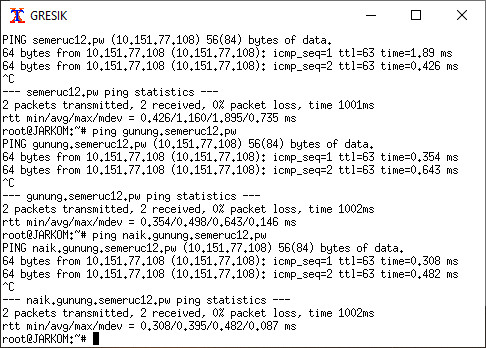 GRESIK
PING semeruc12.pw (10.151.77.108) 56(84) bytes of data.
64 bytes from 10.151.77.108 (10.151.77.108): icmp_seq=1 ttl=63 time=1.89 ms
64 bytes from 10.151.77.108 (10.151.77.108): icmp_seq=2 ttl=63 time=0.426 ms
^C
--- semeruc12.pw ping statistics ---
2 packets transmitted, 2 received, 0% packet loss, time 1001ms
rtt min/avg/max/mdev = 0.426/1.160/1.895/0.735 ms
root@JARKOM:~# ping gunung.semeruc12.pw
PING gunung.semeruc12.pw (10.151.77.108) 56(84) bytes of data.
64 bytes from 10.151.77.108 (10.151.77.108): icmp_seq=1 ttl=63 time=0.354 ms
64 bytes from 10.151.77.108 (10.151.77.108): icmp_seq=2 ttl=63 time=0.643 ms
^C
--- gunung.semeruc12.pw ping statistics ---
2 packets transmitted, 2 received, 0% packet loss, time 1002ms
rtt min/avg/max/mdev = 0.354/0.498/0.643/0.146 ms
root@JARKOM:~# ping naik.gunung.semeruc12.pw
PING naik.gunung.semeruc12.pw (10.151.77.108) 56(84) bytes of data.
64 bytes from 10.151.77.108 (10.151.77.108): icmp_seq=1 ttl=63 time=0.308 ms
64 bytes from 10.151.77.108 (10.151.77.108): icmp_seq=2 ttl=63 time=0.482 ms
^C
--- naik.gunung.semeruc12.pw ping statistics ---
2 packets transmitted, 2 received, 0% packet loss, time 1002ms
rtt min/avg/max/mdev = 0.308/0.395/0.482/0.087 ms
root@JARKOM:~#